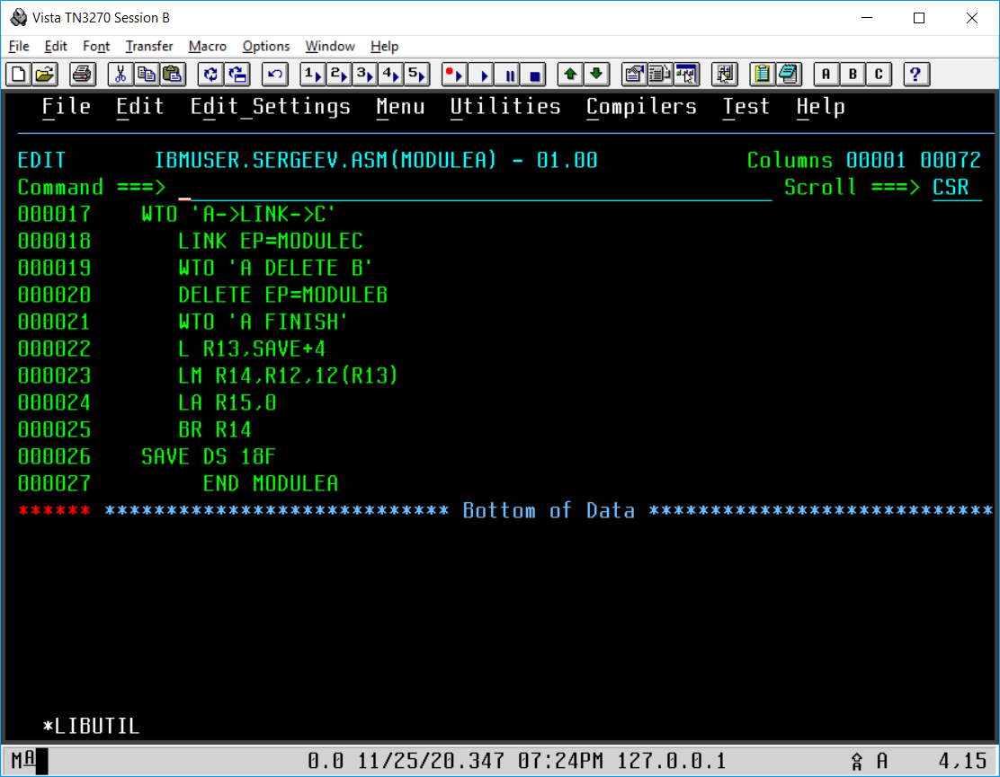 Vista TN3270 Session B
File Edit Font Transfer Macro Options Window Help
1 2 3 4 5 A B C ?
File Edit Edit_Settings Menu Utilities Compilers Test Help
EDIT IBMUSER.SERGEEV.ASM(MODULEA) - 01.00 Columns 00001 00072
Command ===> Scroll ===> CSR
000017 WTO 'A->LINK->C'
000018 LINK EP=MODULEC
000019 WTO 'A DELETE B'
000020 DELETE EP=MODULEB
000021 WTO 'A FINISH'
000022 L R13,SAVE+4
000023 LM R14,R12,12(R13)
000024 LA R15,0
000025 BR R14
000026 SAVE DS 18F
000027 END MODULEA
****** **************************** Bottom of Data ****************************
*LIBUTIL
MA 0.0 11/25/20.347 07:24PM 127.0.0.1 A 4,15